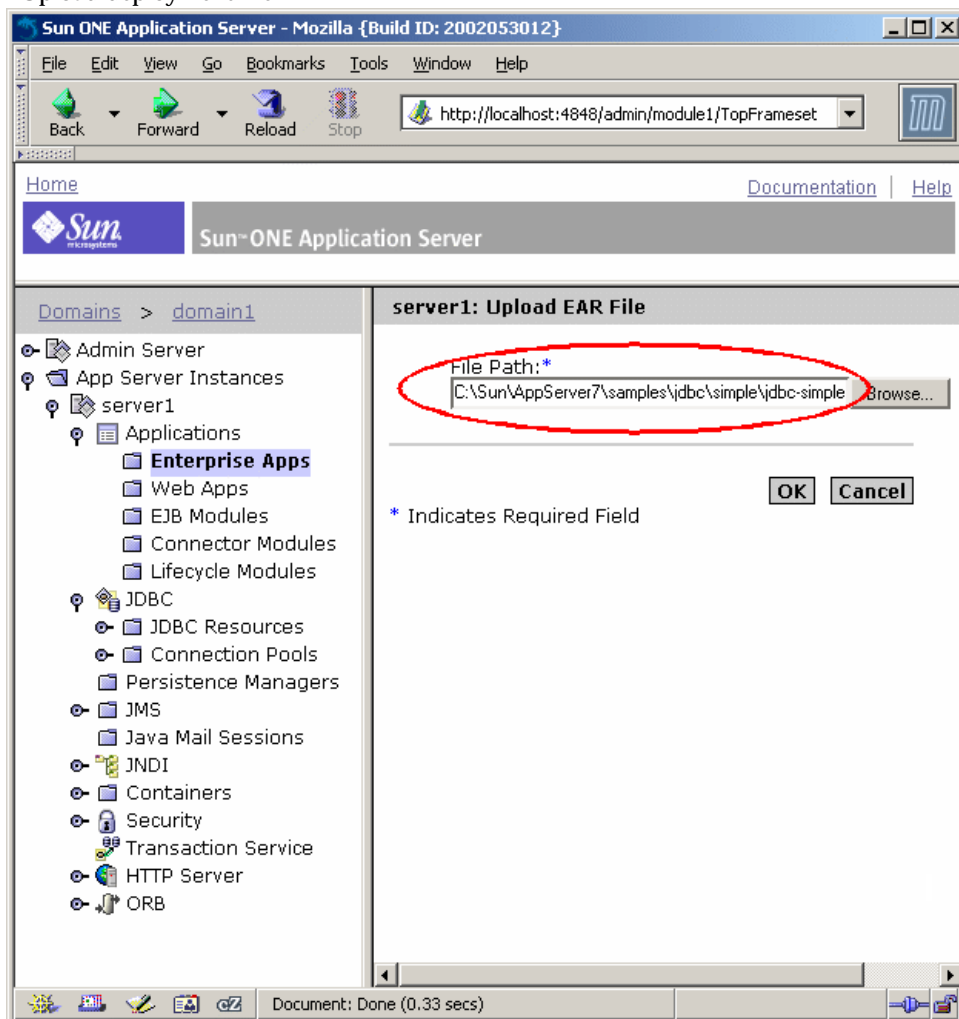 Sun ONE Application Server - Mozilla {Build ID: 2002053012}
File Edit View Go Bookmarks Tools Window Help
Back Forward Reload Stop
http://localhost:4848/admin/module1/TopFrameset
Home
Documentation | Help
Sun microsystems
Sun™ ONE Application Server
Domains > domain1
Admin Server
App Server Instances
server1
Applications
Enterprise Apps
Web Apps
EJB Modules
Connector Modules
Lifecycle Modules
JDBC
JDBC Resources
Connection Pools
Persistence Managers
JMS
Java Mail Sessions
JNDI
Containers
Security
Transaction Service
HTTP Server
ORB
server1: Upload EAR File
File Path:*
C:\Sun\AppServer7\samples\jdbc\simple\jdbc-simple
Browse...
OK Cancel
* Indicates Required Field
Document: Done (0.33 secs)